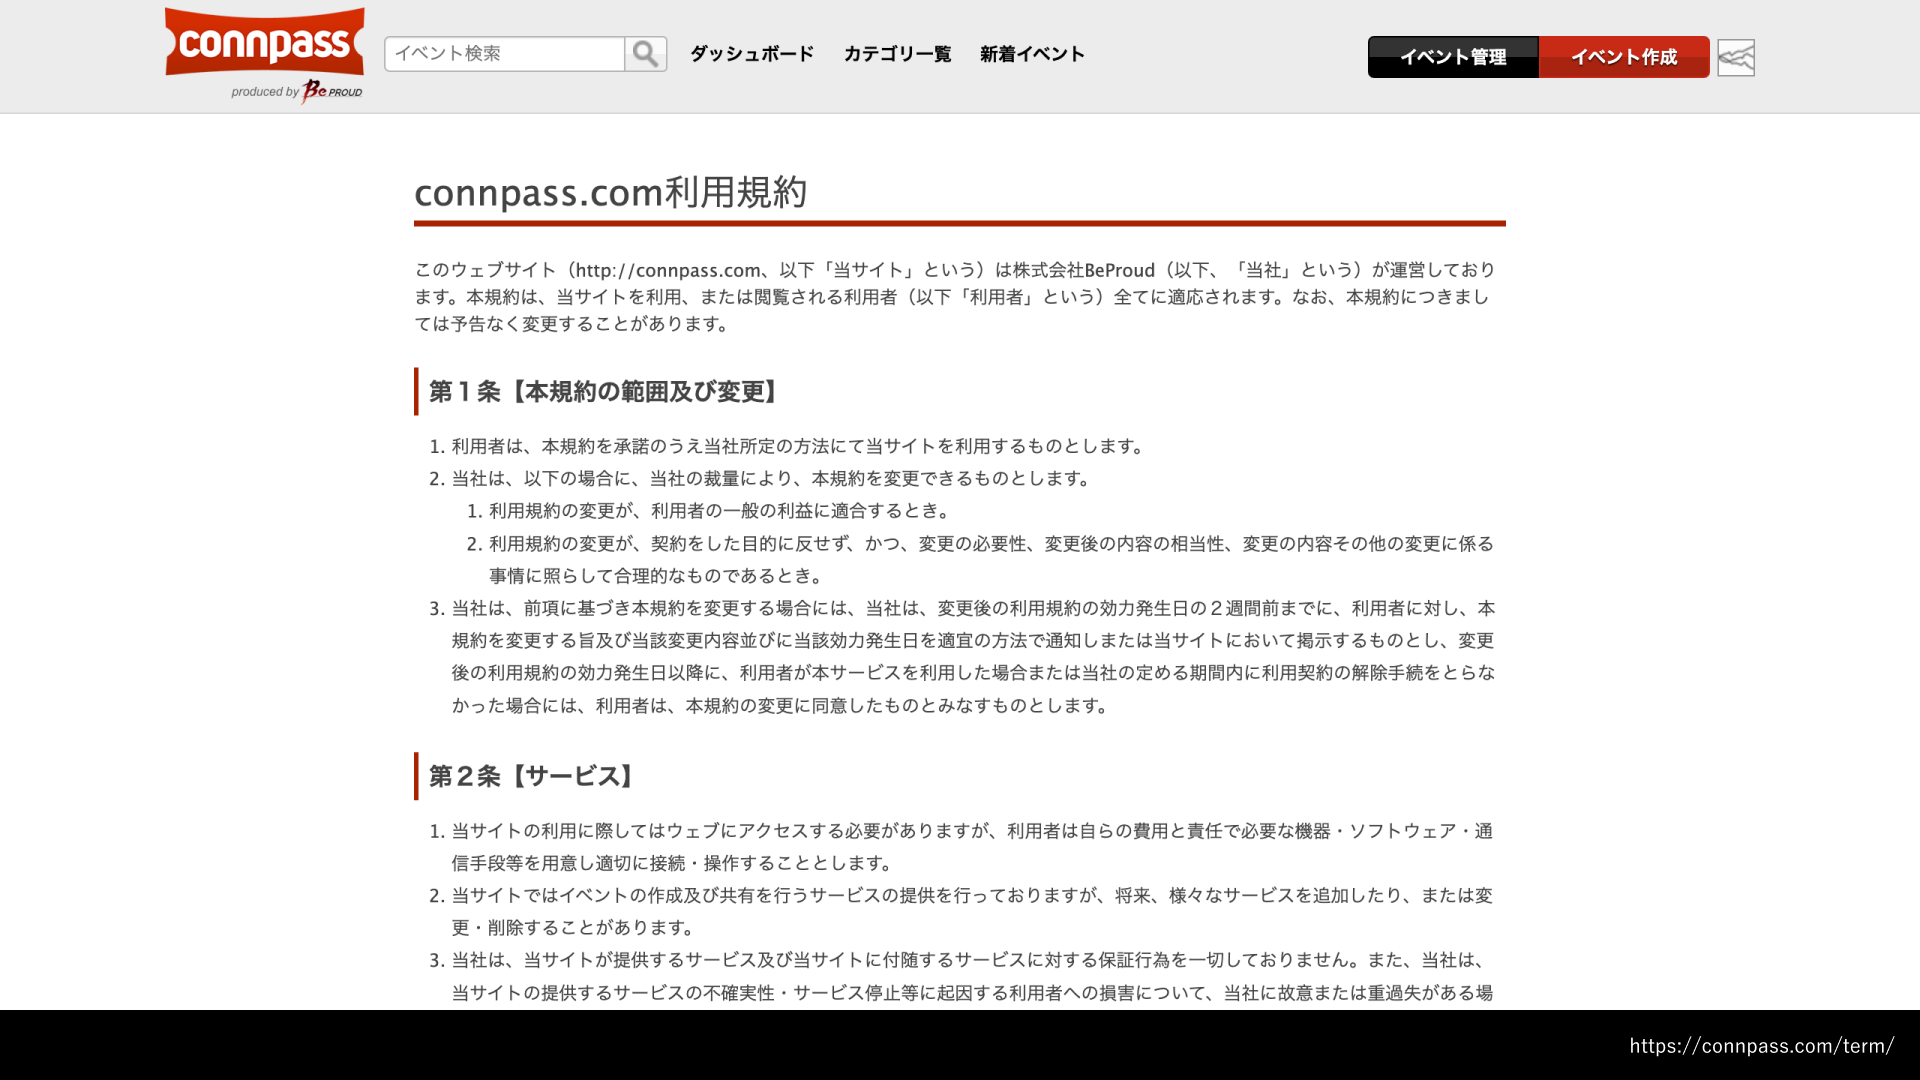 connpass
produced by Be PROUD
イベント検索
ダッシュボード
カテゴリ一覧
新着イベント
イベント管理
イベント作成
connpass.com利用規約
このウェブサイト（http://connpass.com、以下「当サイト」という）は株式会社BeProud（以下、「当社」という）が運営しており
ます。本規約は、当サイトを利用、または閲覧される利用者（以下「利用者」という）全てに適応されます。なお、本規約につきまし
ては予告なく変更することがあります。
第１条【本規約の範囲及び変更】
1. 利用者は、本規約を承諾のうえ当社所定の方法にて当サイトを利用するものとします。
2. 当社は、以下の場合に、当社の裁量により、本規約を変更できるものとします。
1. 利用規約の変更が、利用者の一般の利益に適合するとき。
2. 利用規約の変更が、契約をした目的に反せず、かつ、変更の必要性、変更後の内容の相当性、変更の内容その他の変更に係る
事情に照らして合理的なものであるとき。
3. 当社は、前項に基づき本規約を変更する場合には、当社は、変更後の利用規約の効力発生日の２週間前までに、利用者に対し、本
規約を変更する旨及び当該変更内容並びに当該効力発生日を適宜の方法で通知しまたは当サイトにおいて掲示するものとし、変更
後の利用規約の効力発生日以降に、利用者が本サービスを利用した場合または当社の定める期間内に利用契約の解除手続をとらな
かった場合には、利用者は、本規約の変更に同意したものとみなすものとします。
第２条【サービス】
1. 当サイトの利用に際してはウェブにアクセスする必要がありますが、利用者は自らの費用と責任で必要な機器・ソフトウェア・通
信手段等を用意し適切に接続・操作することとします。
2. 当サイトではイベントの作成及び共有を行うサービスの提供を行っておりますが、将来、様々なサービスを追加したり、または変
更・削除することがあります。
3. 当社は、当サイトが提供するサービス及び当サイトに付随するサービスに対する保証行為を一切しておりません。また、当社は、
当サイトの提供するサービスの不確実性・サービス停止等に起因する利用者への損害について、当社に故意または重過失がある場
https://connpass.com/term/